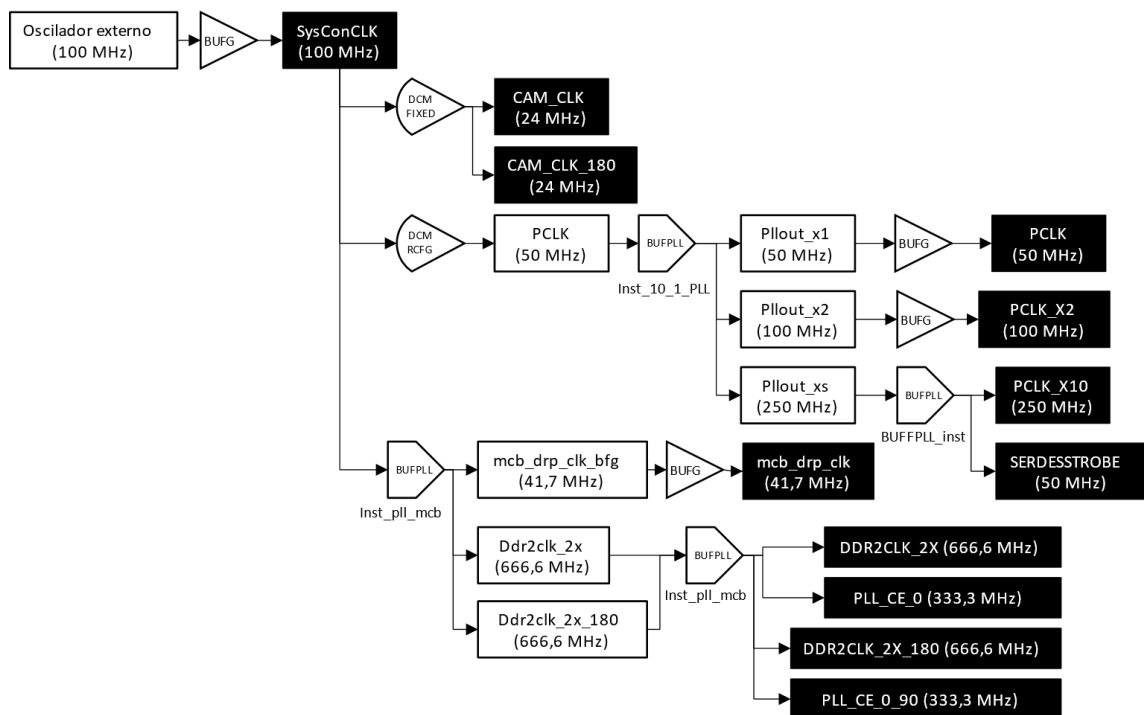 Oscilador externo
(100 MHz)
BUFG
SysConCLK
(100 MHz)
DCM
FIXED
CAM_CLK
(24 MHz)
CAM_CLK_180
(24 MHz)
DCM
RCFG
PCLK
(50 MHz)
BUFPLL
Inst_10_1_PLL
Pllout_x1
(50 MHz)
BUFG
PCLK
(50 MHz)
Pllout_x2
(100 MHz)
BUFG
PCLK_X2
(100 MHz)
Pllout_xs
(250 MHz)
BUFPLL
BUFFPLL_inst
PCLK_X10
(250 MHz)
SERDESSTROBE
(50 MHz)
BUFPLL
Inst_pll_mcb
mcb_drp_clk_bfg
(41,7 MHz)
BUFG
mcb_drp_clk
(41,7 MHz)
Ddr2clk_2x
(666,6 MHz)
Ddr2clk_2x_180
(666,6 MHz)
BUFPLL
Inst_pll_mcb
DDR2CLK_2X (666,6 MHz)
PLL_CE_0 (333,3 MHz)
DDR2CLK_2X_180 (666,6 MHz)
PLL_CE_0_90 (333,3 MHz)